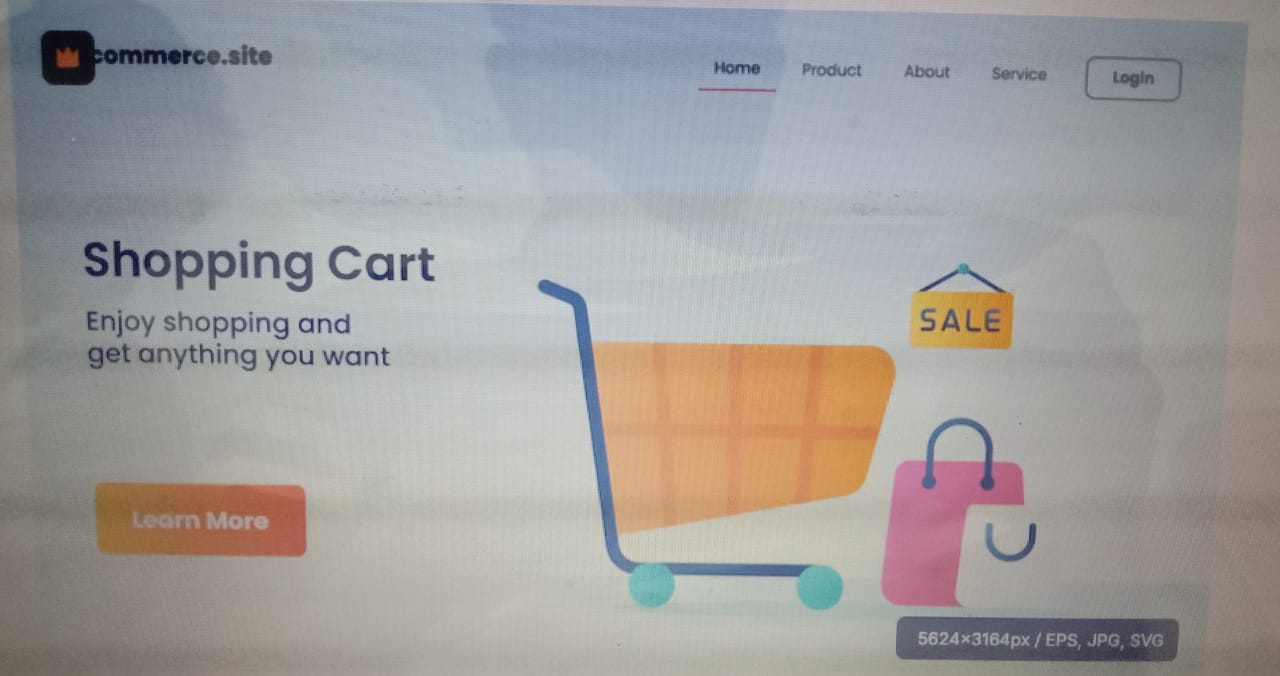 commerce.site
Home
Product
About
Service
Login
Shopping Cart
Enjoy shopping and
get anything you want
SALE
Learn More
5624×3164px / EPS, JPG, SVG